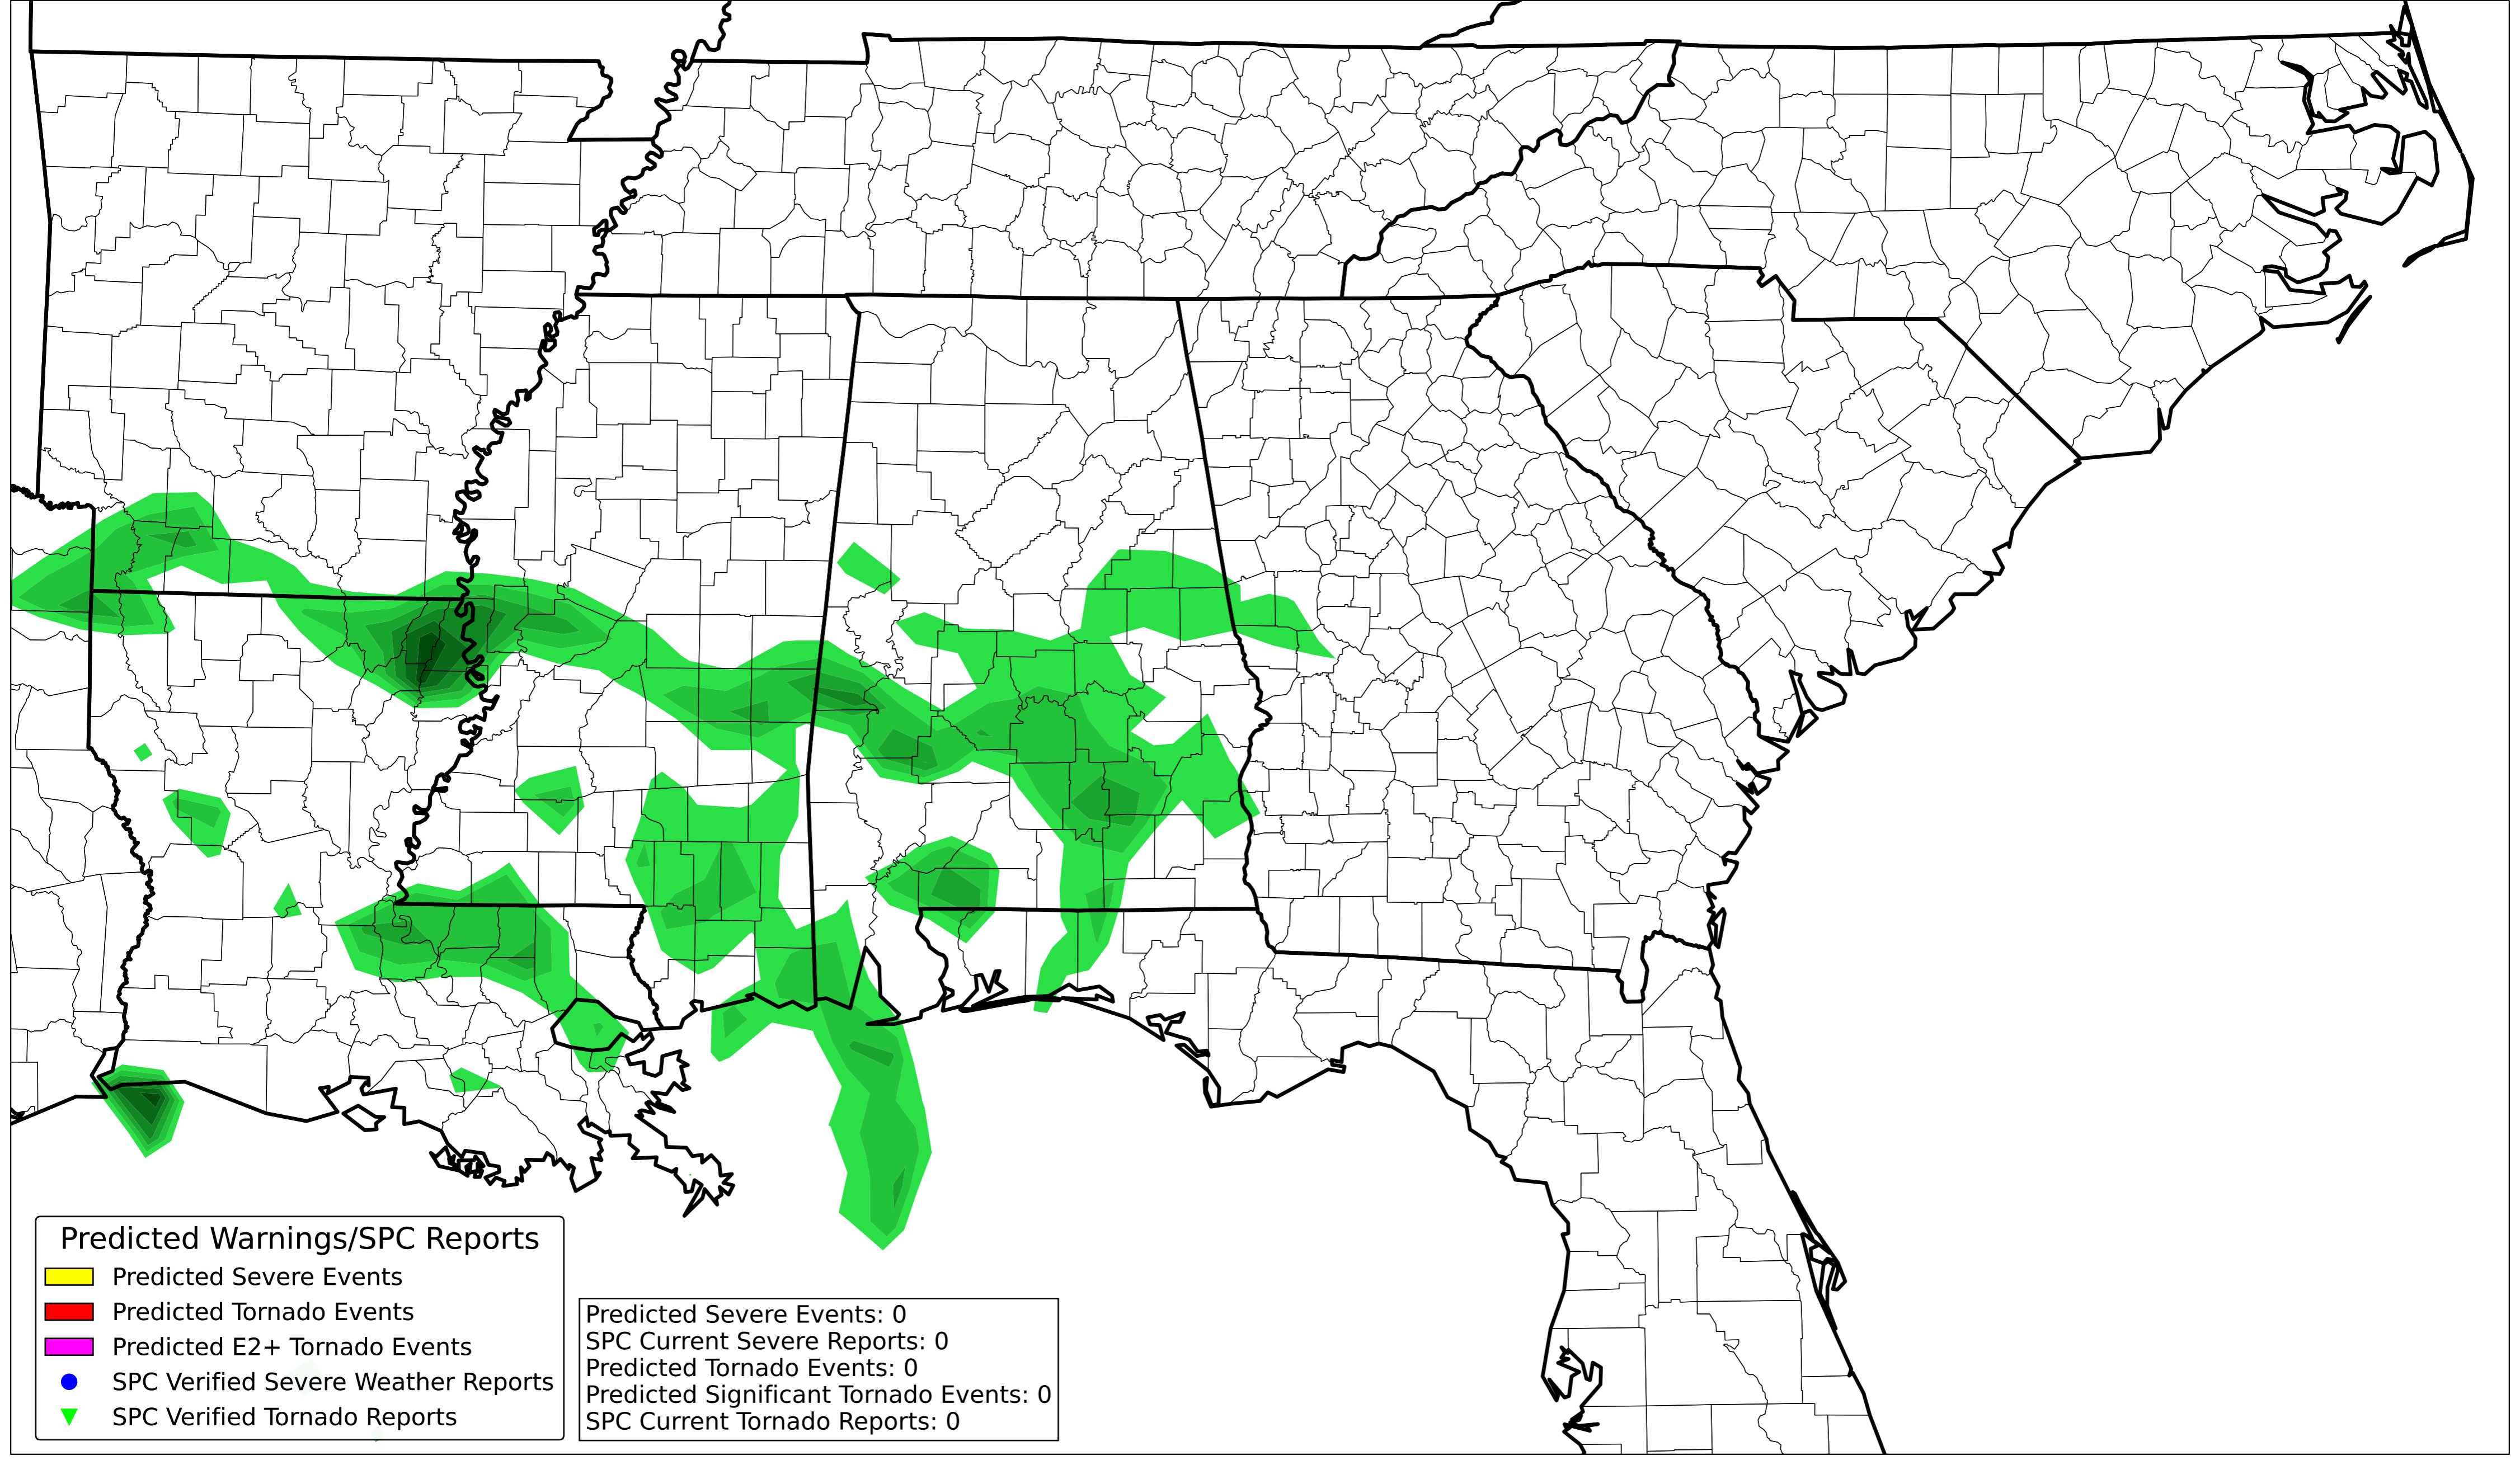 Predicted Warnings/SPC Reports
Predicted Severe Events
Predicted Tornado Events
Predicted E2+ Tornado Events
SPC Verified Severe Weather Reports
SPC Verified Tornado Reports
Predicted Severe Events: 0
SPC Current Severe Reports: 0
Predicted Tornado Events: 0
Predicted Significant Tornado Events: 0
SPC Current Tornado Reports: 0